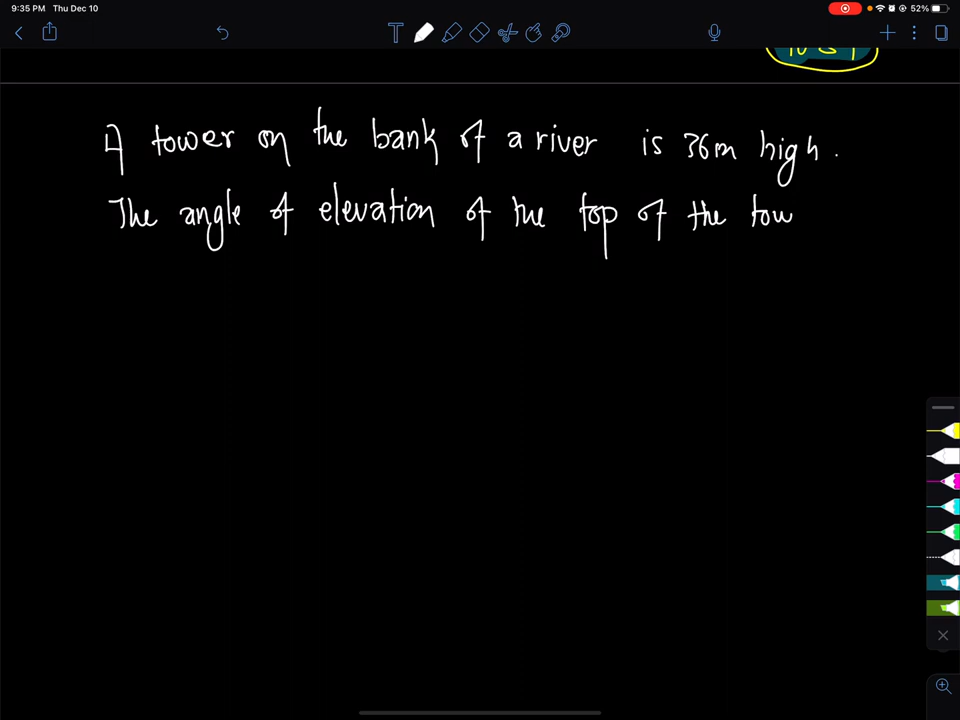 9:35 PM Thu Dec 10
52%
A tower on the bank of a river is 36m high.
The angle of elevation of the top of the tow